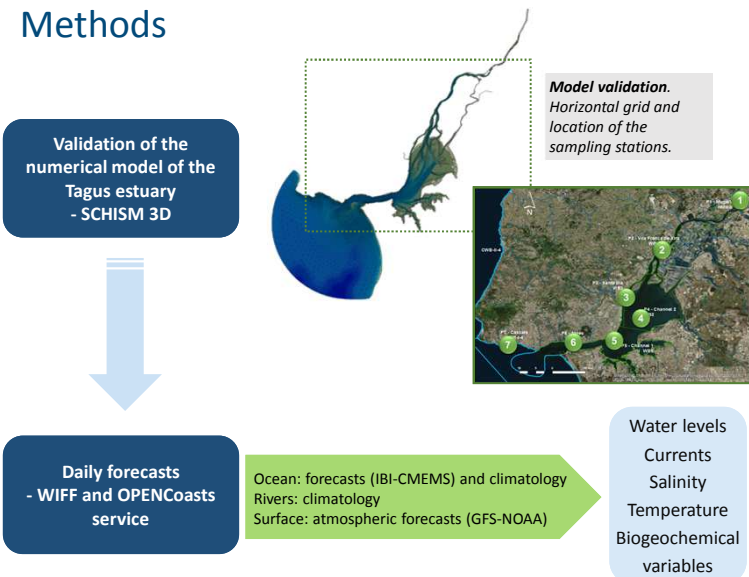 Methods
Validation of the
numerical model of the
Tagus estuary
- SCHISM 3D
Model validation.
Horizontal grid and
location of the
sampling stations.
N
1
2
3
4
5
6
7
Daily forecasts
- WIFF and OPENCoasts
service
Ocean: forecasts (IBI-CMEMS) and climatology
Rivers: climatology
Surface: atmospheric forecasts (GFS-NOAA)
Water levels
Currents
Salinity
Temperature
Biogeochemical
variables